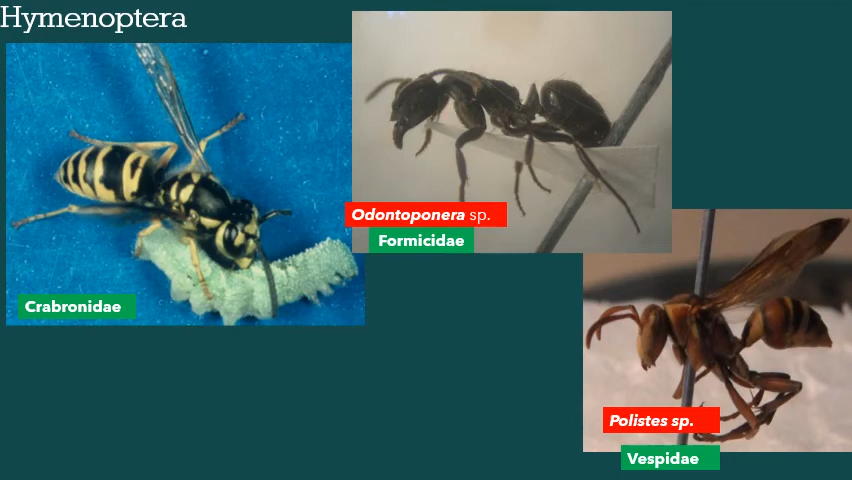 Hymenoptera
Odontoponera sp.
Formicidae
Crabronidae
Polistes sp.
Vespidae